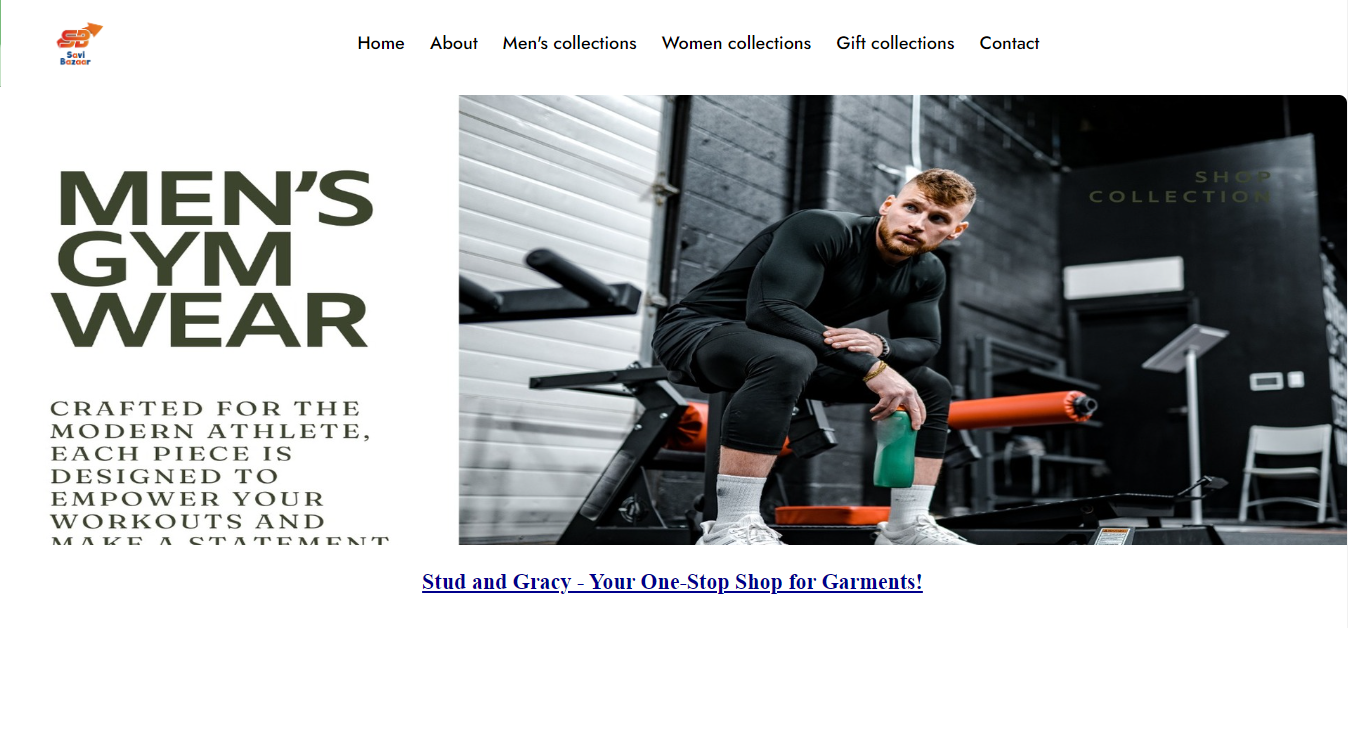 SB
Savi
Bazaar
Home About Men's collections Women collections Gift collections Contact
MEN'S
GYM
WEAR
CRAFTED FOR THE
MODERN ATHLETE,
EACH PIECE IS
DESIGNED TO
EMPOWER YOUR
WORKOUTS AND
MAKE A STATEMENT
SHOP
COLLECTION
Stud and Gracy - Your One-Stop Shop for Garments!